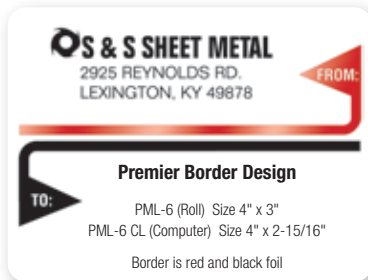 S & S SHEET METAL
2925 REYNOLDS RD.
LEXINGTON, KY 49878
FROM:
TO:
Premier Border Design
PML-6 (Roll) Size 4" x 3"
PML-6 CL (Computer) Size 4" x 2-15/16"
Border is red and black foil